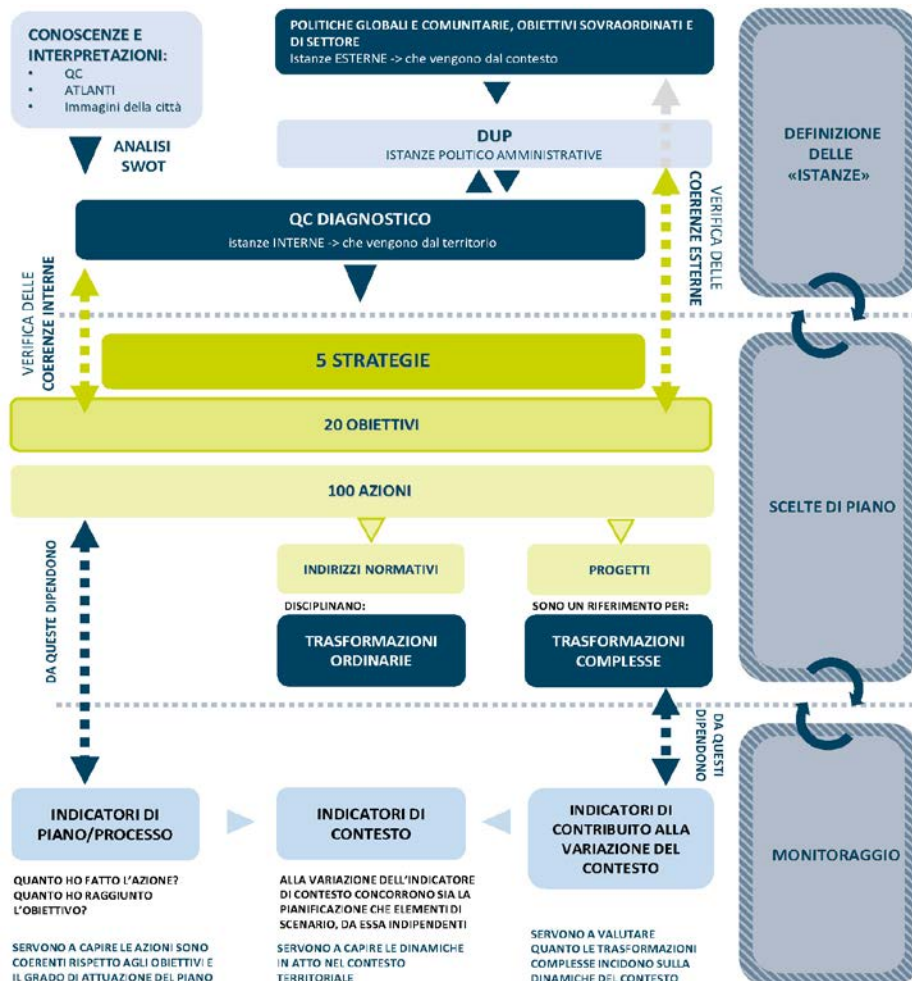 CONOSCENZE E
INTERPRETAZIONI:
• QC
• ATLANTI
• Immagini della città
POLITICHE GLOBALI E COMUNITARIE, OBIETTIVI SOVRAORDINATI E
DI SETTORE
Istanze ESTERNE -> che vengono dal contesto
ANALISI
SWOT
DUP
ISTANZE POLITICO AMMINISTRATIVE
QC DIAGNOSTICO
istanze INTERNE -> che vengono dal territorio
VERIFICA DELLE
COERENZE INTERNE
VERIFICA DELLE
COERENZE ESTERNE
DEFINIZIONE
DELLE
«ISTANZE»
5 STRATEGIE
20 OBIETTIVI
100 AZIONI
INDIRIZZI NORMATIVI
PROGETTI
DISCIPLINANO:
SONO UN RIFERIMENTO PER:
TRASFORMAZIONI
ORDINARIE
TRASFORMAZIONI
COMPLESSE
DA QUESTE DIPENDONO
SCELTE DI PIANO
DA QUESTI
DIPENDONO
INDICATORI DI
PIANO/PROCESSO
INDICATORI DI
CONTESTO
INDICATORI DI
CONTRIBUITO ALLA
VARIAZIONE DEL
CONTESTO
MONITORAGGIO
QUANTO HO FATTO L'AZIONE?
QUANTO HO RAGGIUNTO
L'OBIETTIVO?
ALLA VARIAZIONE DELL'INDICATORE
DI CONTESTO CONCORRONO SIA LA
PIANIFICAZIONE CHE ELEMENTI DI
SCENARIO, DA ESSA INDIPENDENTI
SERVONO A CAPIRE LE AZIONI SONO
COERENTI RISPETTO AGLI OBIETTIVI E
IL GRADO DI ATTUAZIONE DEL PIANO
SERVONO A CAPIRE LE DINAMICHE
IN ATTO NEL CONTESTO
TERRITORIALE
SERVONO A VALUTARE
QUANTO LE TRASFORMAZIONI
COMPLESSE INCIDONO SULLA
DINAMICHE DEL CONTESTO